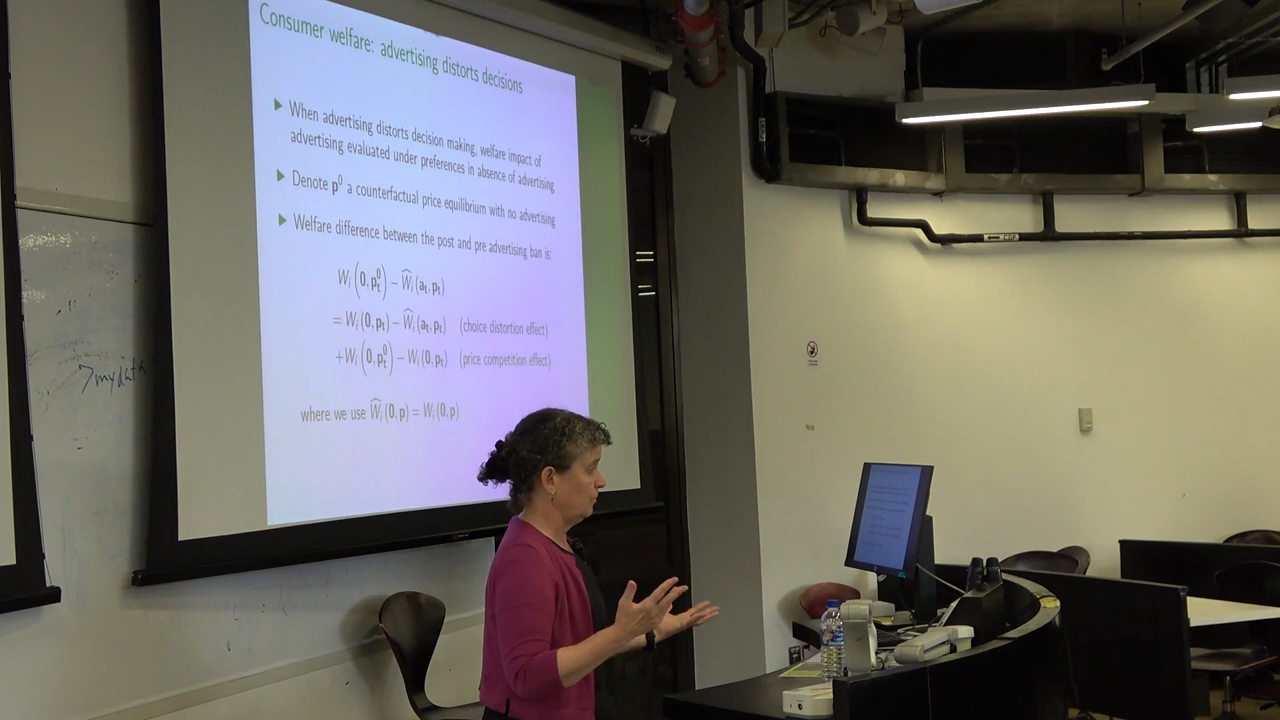 Consumer welfare: advertising distorts decisions
When advertising distorts decision making, welfare impact of
advertising evaluated under preferences in absence of advertising
Denote p⁰ a counterfactual price equilibrium with no advertising
Welfare difference between the post and pre advertising ban is:
Wᵢ(0, pₜ⁰) − Ŵᵢ(aₜ, pₜ)
= Wᵢ(0, pₜ) − Ŵᵢ(aₜ, pₜ) (choice distortion effect)
+Wᵢ(0, pₜ⁰) − Wᵢ(0, pₜ) (price competition effect)
where we use Ŵᵢ(0, p) = Wᵢ(0, p)
>mydata